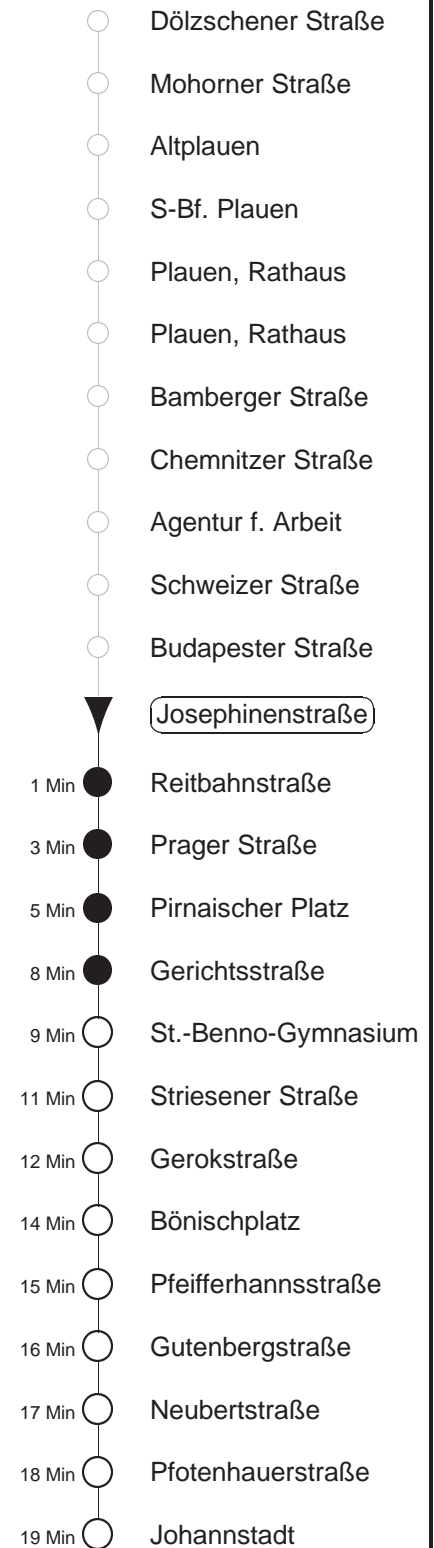 Dölzschener Straße
Mohorner Straße
Altplauen
S-Bf. Plauen
Plauen, Rathaus
Plauen, Rathaus
Bamberger Straße
Chemnitzer Straße
Agentur f. Arbeit
Schweizer Straße
Budapester Straße
Josephinenstraße
1 Min Reitbahnstraße
3 Min Prager Straße
5 Min Pirnaischer Platz
8 Min Gerichtsstraße
9 Min St.-Benno-Gymnasium
11 Min Striesener Straße
12 Min Gerokstraße
14 Min Bönischplatz
15 Min Pfeifferhannsstraße
16 Min Gutenbergstraße
17 Min Neubertstraße
18 Min Pfotenhauerstraße
19 Min Johannstadt